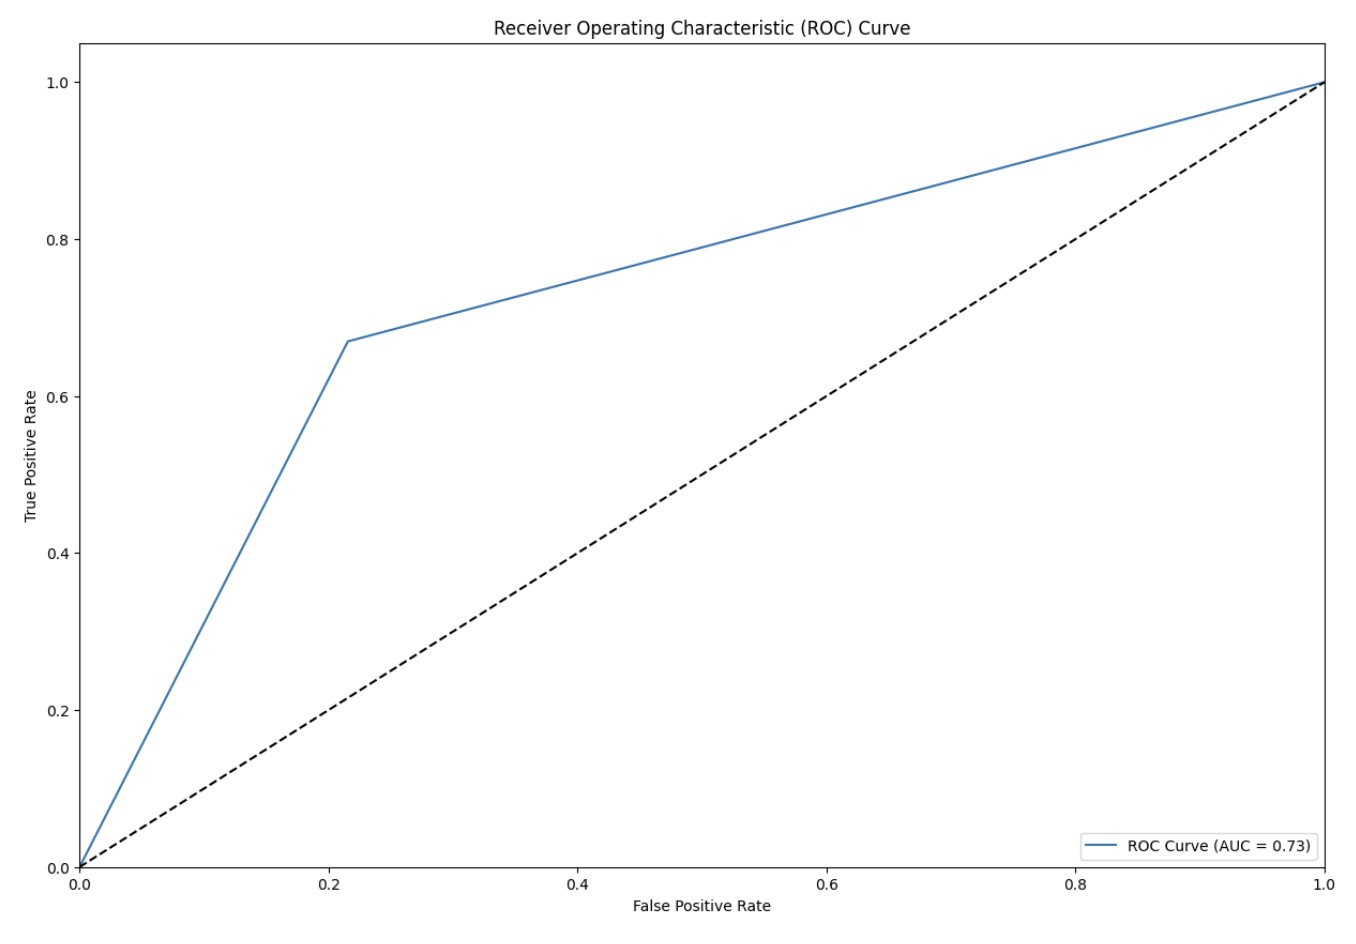 Receiver Operating Characteristic (ROC) Curve
1.0
0.8
0.6
0.4
0.2
0.0
True Positive Rate
0.0 0.2 0.4 0.6 0.8 1.0
False Positive Rate
ROC Curve (AUC = 0.73)